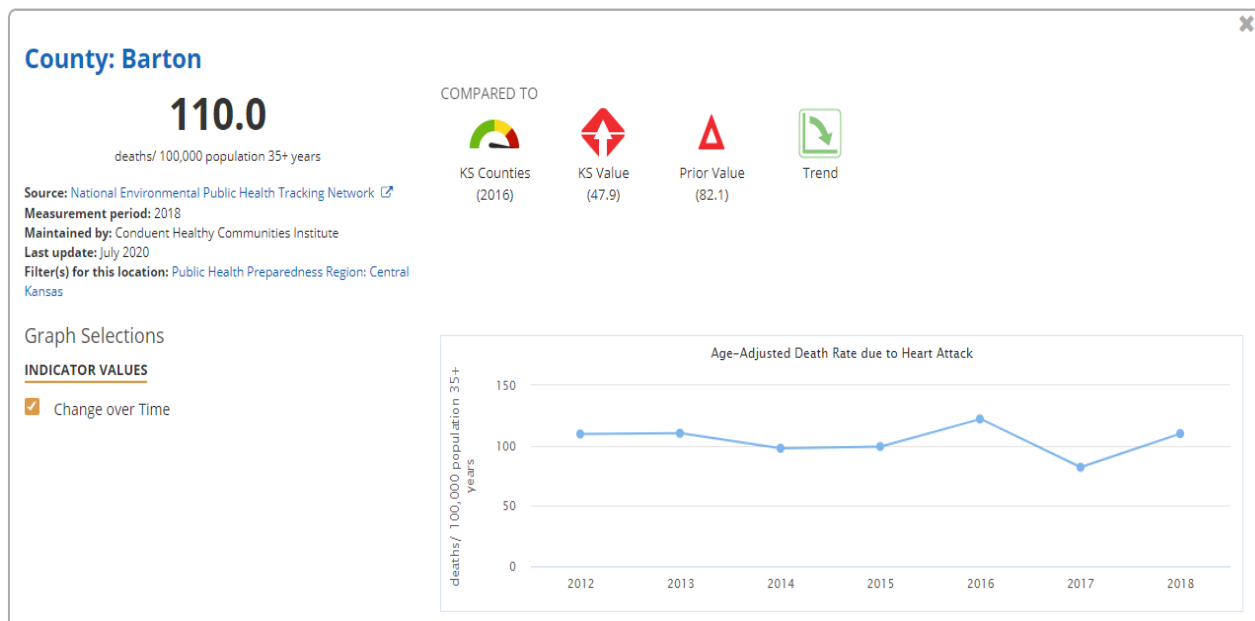 County: Barton
110.0
deaths/ 100,000 population 35+ years
Source: National Environmental Public Health Tracking Network
Measurement period: 2018
Maintained by: Conduent Healthy Communities Institute
Last update: July 2020
Filter(s) for this location: Public Health Preparedness Region: Central
Kansas
COMPARED TO
KS Counties
(2016)
KS Value
(47.9)
Prior Value
(82.1)
Trend
Graph Selections
INDICATOR VALUES
Change over Time
Age-Adjusted Death Rate due to Heart Attack
deaths/ 100,000 population 35+
years
150
100
50
0
2012 2013 2014 2015 2016 2017 2018